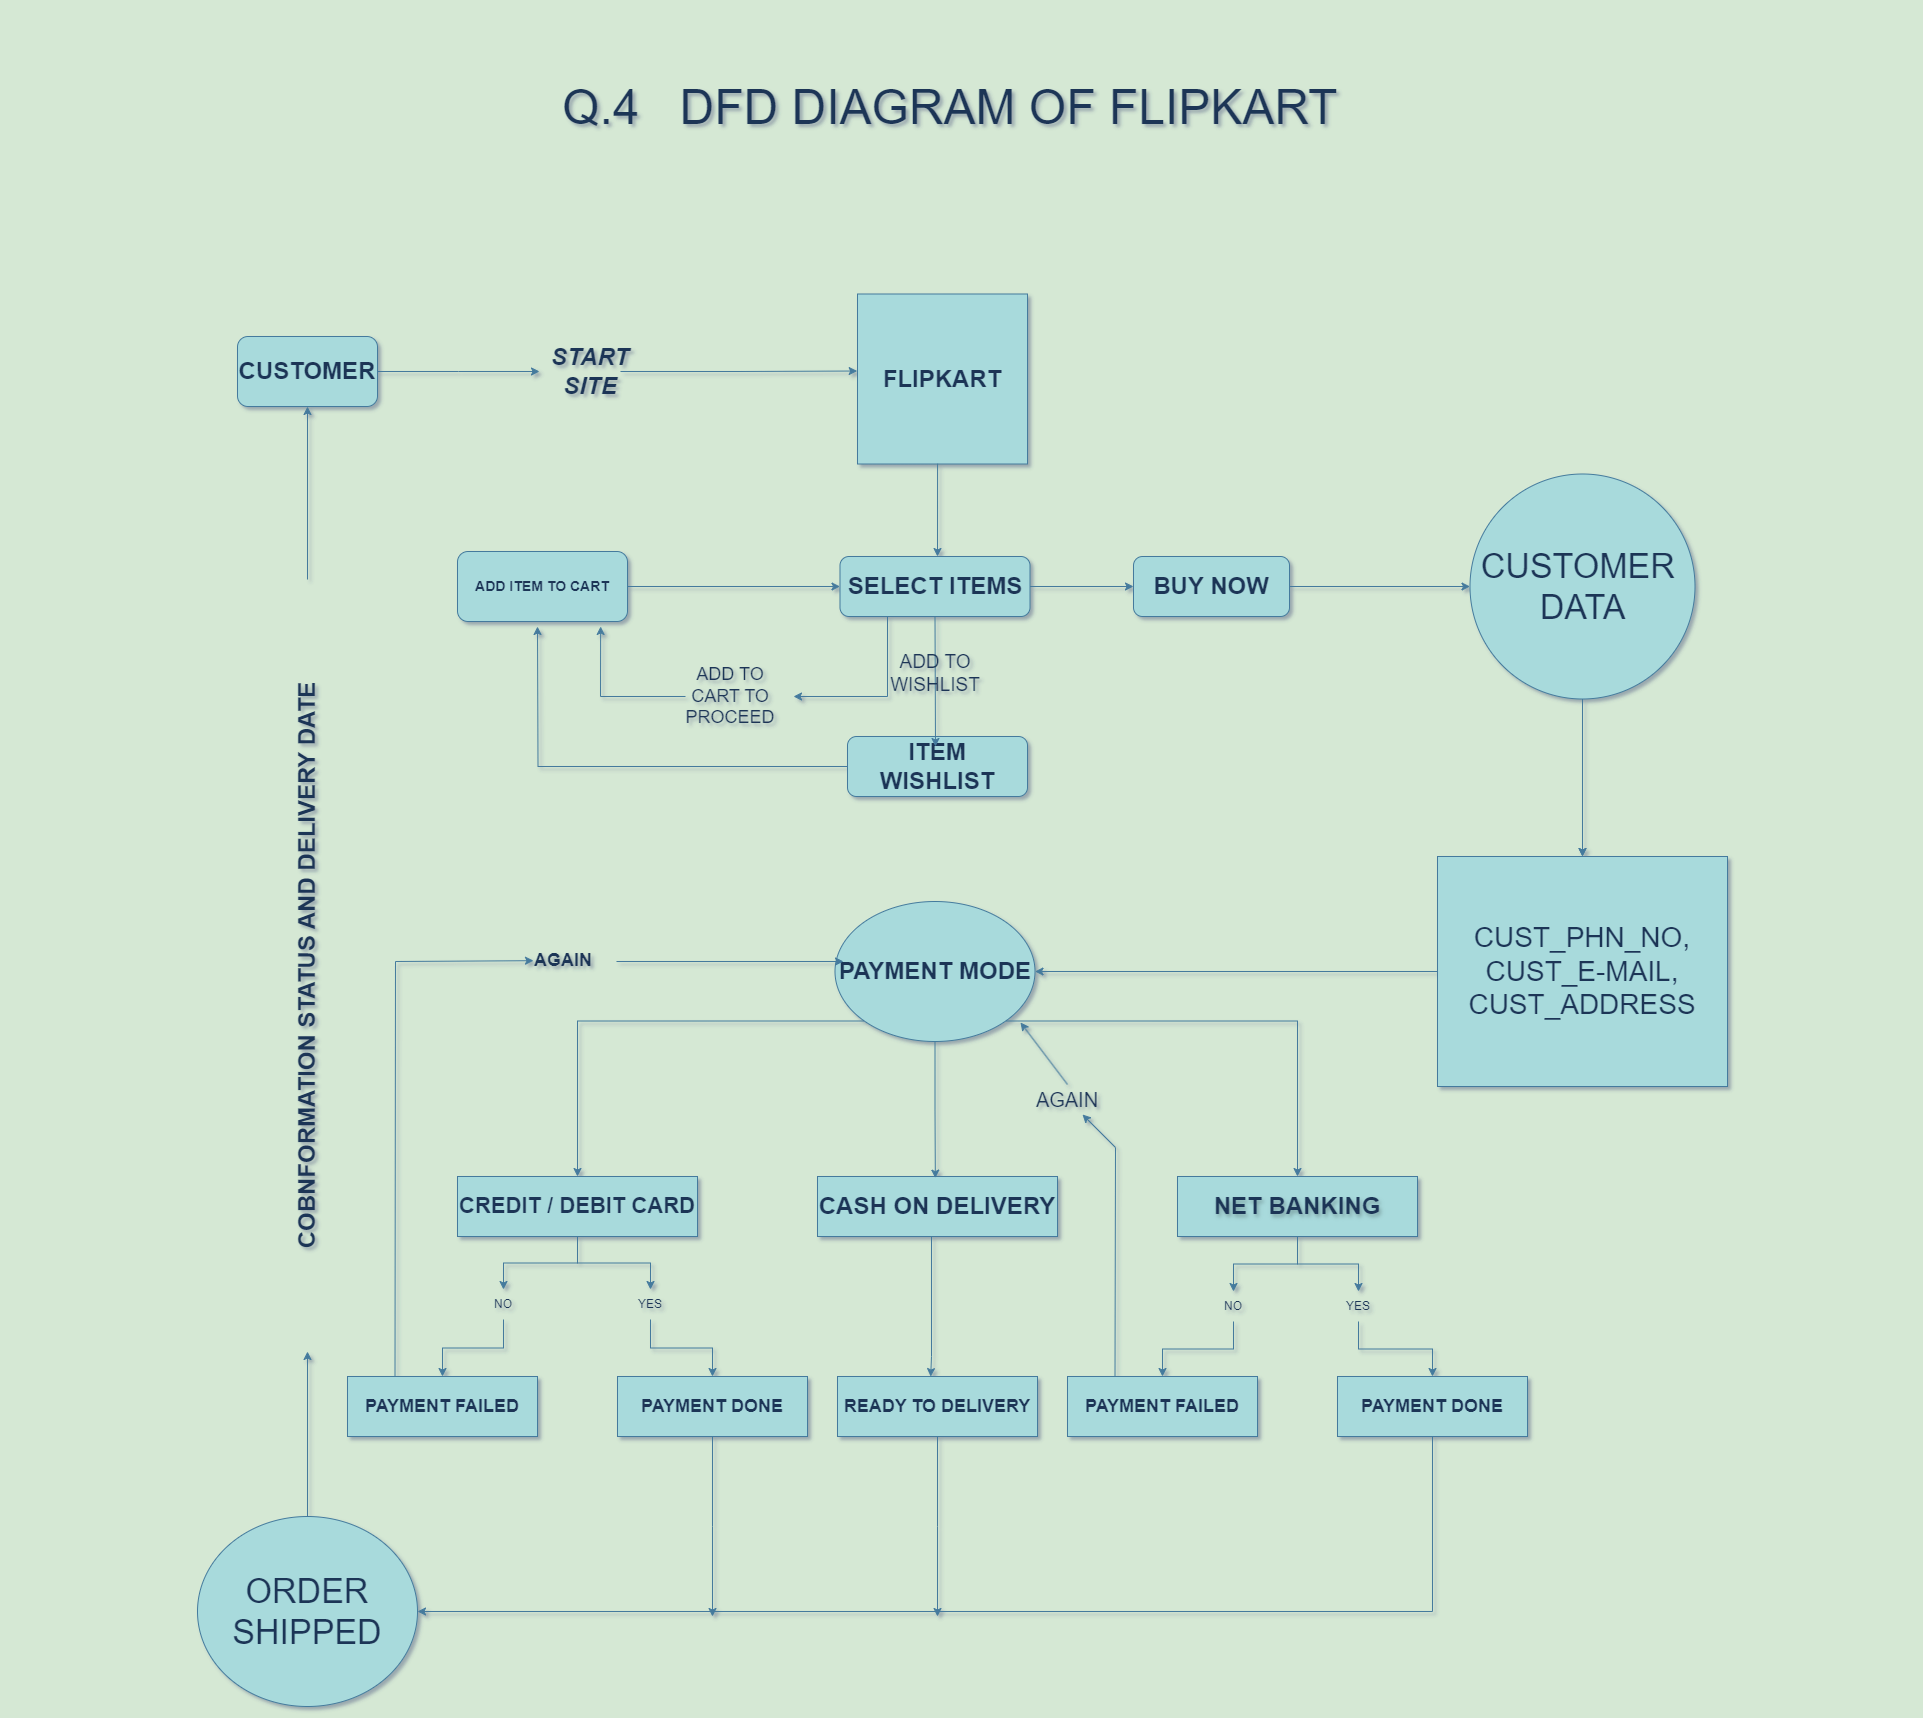 Q.4 DFD DIAGRAM OF FLIPKART
CUSTOMER
START
SITE
FLIPKART
ADD ITEM TO CART
SELECT ITEMS
BUY NOW
CUSTOMER
DATA
ADD TO
CART TO
PROCEED
ADD TO
WISHLIST
ITEM
WISHLIST
COBNFORMATION STATUS AND DELIVERY DATE
AGAIN
PAYMENT MODE
CUST_PHN_NO,
CUST_E-MAIL,
CUST_ADDRESS
AGAIN
CREDIT / DEBIT CARD
CASH ON DELIVERY
NET BANKING
NO
YES
NO
YES
PAYMENT FAILED
PAYMENT DONE
READY TO DELIVERY
PAYMENT FAILED
PAYMENT DONE
ORDER
SHIPPED